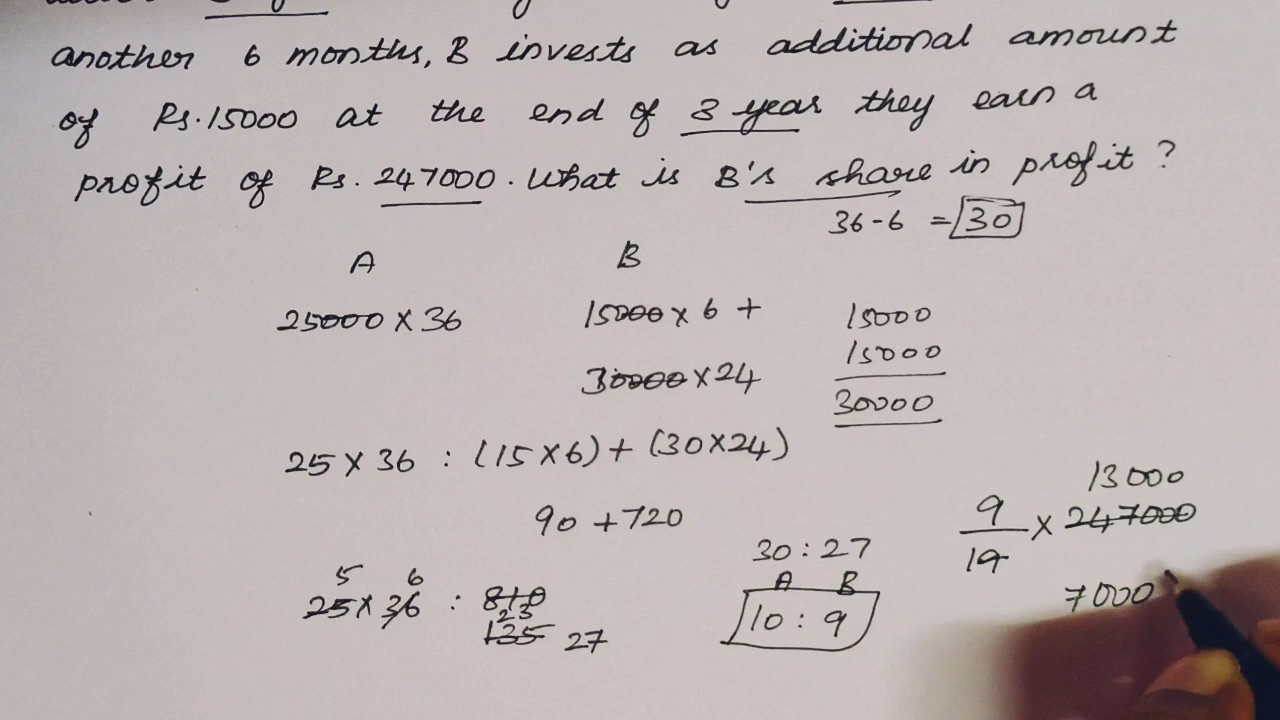 another 6 months, B invests as additional amount
of Rs.15000 at the end of 3 year they earn a
profit of Rs. 247000. What is B's share in profit ?
36-6 = 30
A B
25000 x 36 15000 x 6 + 15000
15000
30000 x 24
30000
25 x 36 : (15 x 6) + (30 x 24)
13000
90 + 720
9/19 x 247000
30 : 27
5 6
A B
25 x 36 : 810
7000
23
10 : 9
135 27